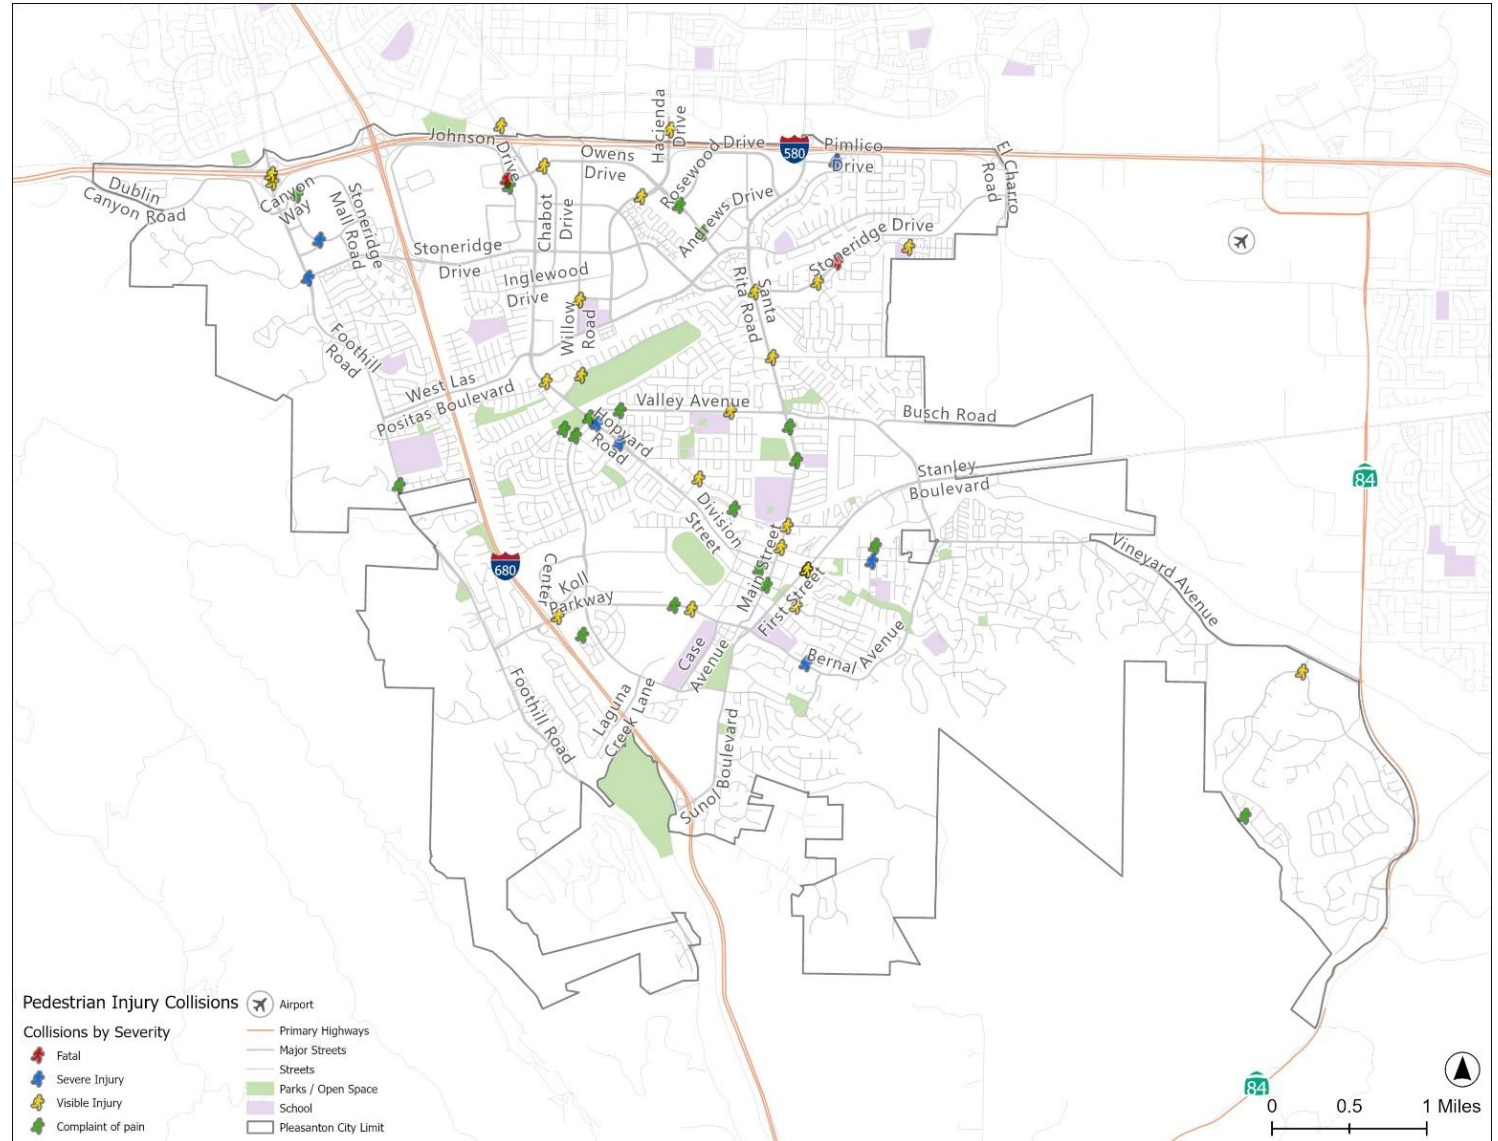 Hacienda
Drive
Johnson Drive
Owens
Drive
Rosewood Drive
580
Pimlico
Drive
El Charro
Road
Dublin
Canyon Road
Canyon
Way
Stoneridge
Mall Road
Chabot
Drive
Andrews Drive
Stoneridge
Drive
Stoneridge Drive
Inglewood
Drive
Willow
Road
Santa
Rita Road
Foothill
Road
West Las
Positas Boulevard
Valley Avenue
Busch Road
Hopyard
Road
Stanley
Boulevard
84
Division
Street
Main Street
First Street
Vineyard Avenue
680
Koll
Center
Parkway
Case
Avenue
Bernal Avenue
Foothill Road
Laguna
Creek Lane
Sunol Boulevard
Pedestrian Injury Collisions
Collisions by Severity
Fatal
Severe Injury
Visible Injury
Complaint of pain
Airport
Primary Highways
Major Streets
Streets
Parks / Open Space
School
Pleasanton City Limit
84
0 0.5 1 Miles